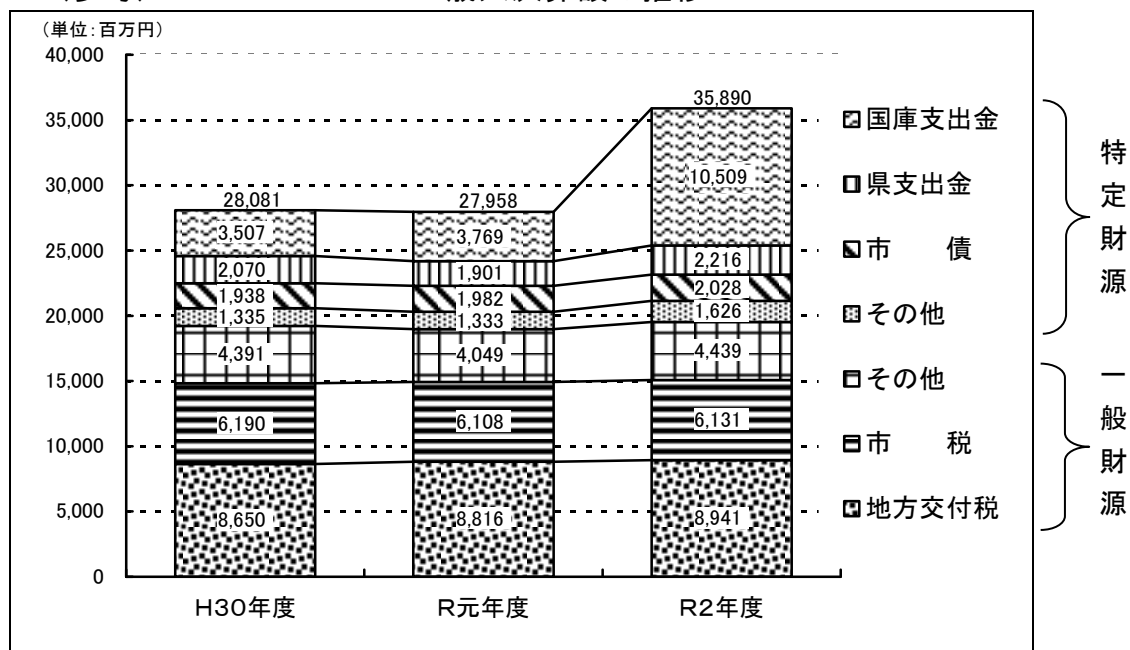 (単位:百万円)
40,000
35,000
30,000
25,000
20,000
15,000
10,000
5,000
0
28,081
3,507
2,070
1,938
1,335
4,391
6,190
8,650
27,958
3,769
1,901
1,982
1,333
4,049
6,108
8,816
35,890
10,509
2,216
2,028
1,626
4,439
6,131
8,941
H30年度
R元年度
R2年度
国庫支出金
県支出金
市 債
その他
その他
市 税
地方交付税
特定財源
一般財源